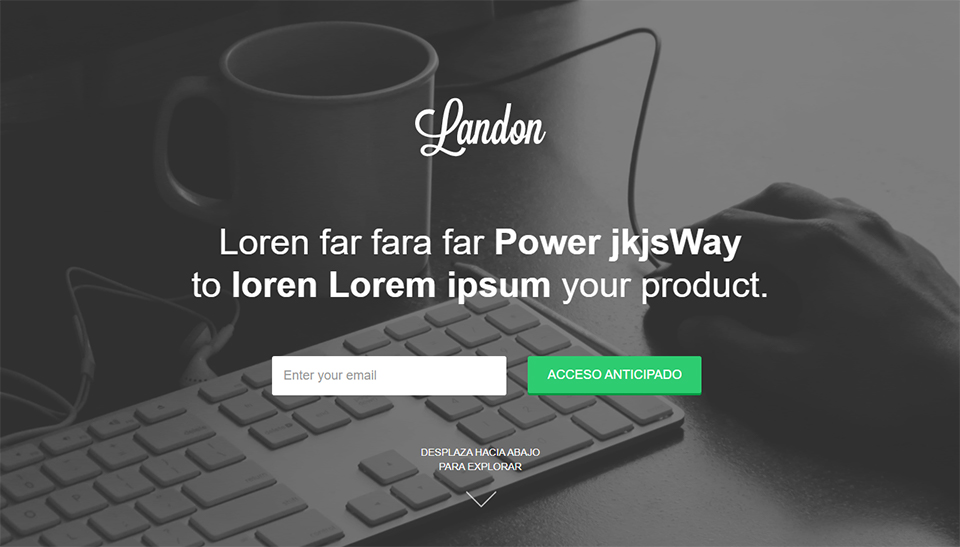 Landon
Loren far fara far Power jkjsWay
to loren Lorem ipsum your product.
Enter your email
ACCESO ANTICIPADO
DESPLAZA HACIA ABAJO
PARA EXPLORAR